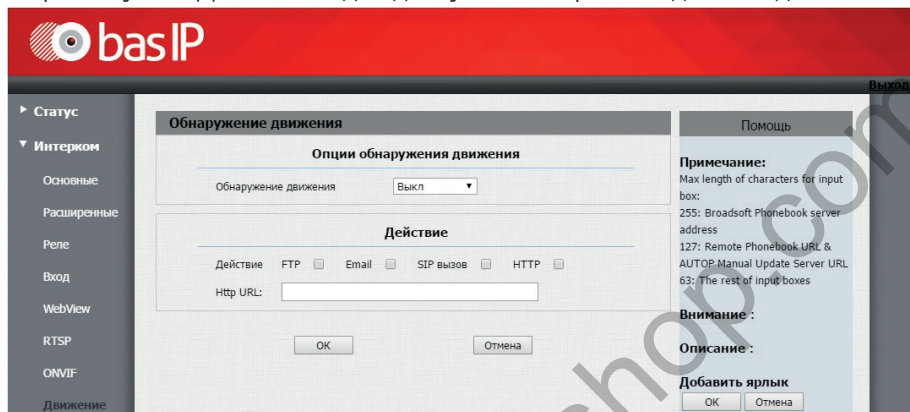 bas IP
Выход
Статус
Интерком
Основные
Расширенные
Реле
Вход
WebView
RTSP
ONVIF
Движение
Обнаружение движения
Опции обнаружения движения
Обнаружение движения Выкл
Действие
Действие FTP Email SIP вызов HTTP
Http URL:
OK Отмена
Помощь
Примечание:
Max length of characters for input
box:
255: Broadsoft Phonebook server
address
127: Remote Phonebook URL &
AUTOP Manual Update Server URL
63: The rest of input boxes
Внимание :
Описание :
Добавить ярлык
OK Отмена
shop.com